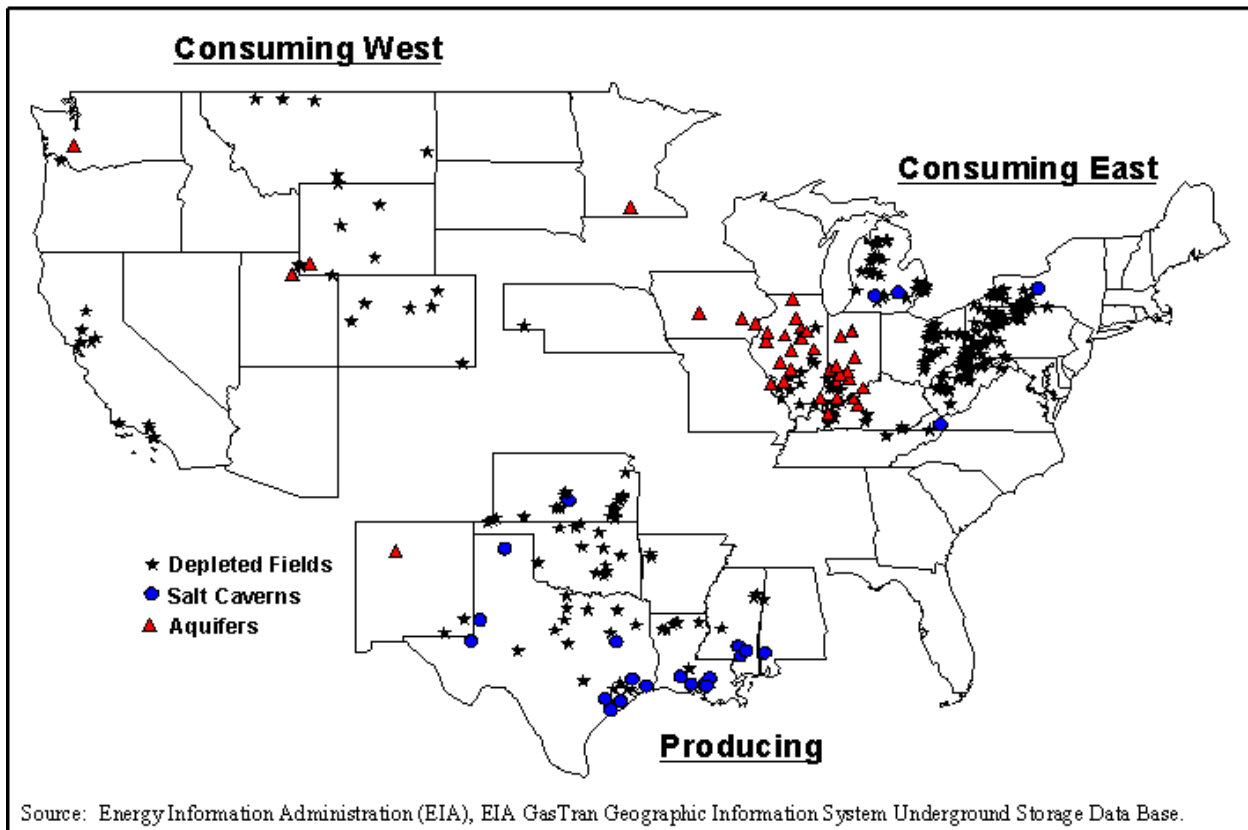 Consuming West
Consuming East
Depleted Fields
Salt Caverns
Aquifers
Producing
Source: Energy Information Administration (EIA), EIA GasTran Geographic Information System Underground Storage Data Base.